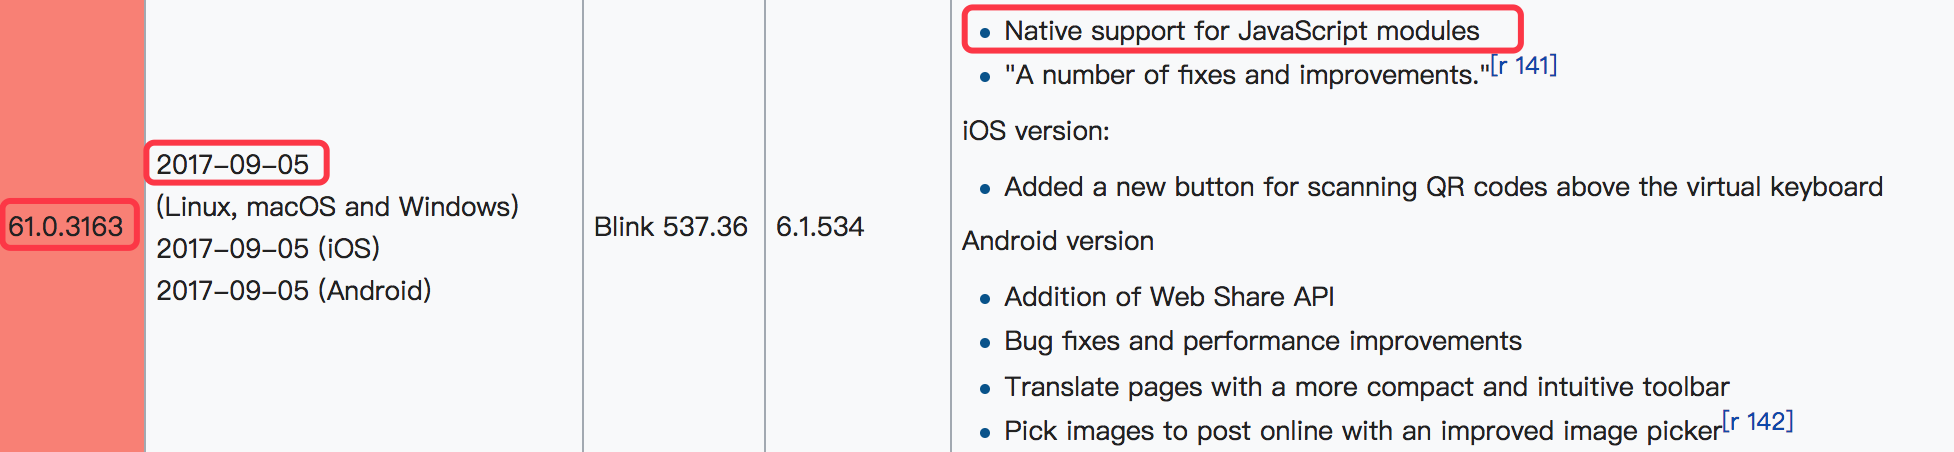 61.0.3163
2017–09–05
(Linux, macOS and Windows)
2017–09–05 (iOS)
2017–09–05 (Android)
Blink 537.36
6.1.534
Native support for JavaScript modules
"A number of fixes and improvements."[r 141]
iOS version:
Added a new button for scanning QR codes above the virtual keyboard
Android version
Addition of Web Share API
Bug fixes and performance improvements
Translate pages with a more compact and intuitive toolbar
Pick images to post online with an improved image picker[r 142]